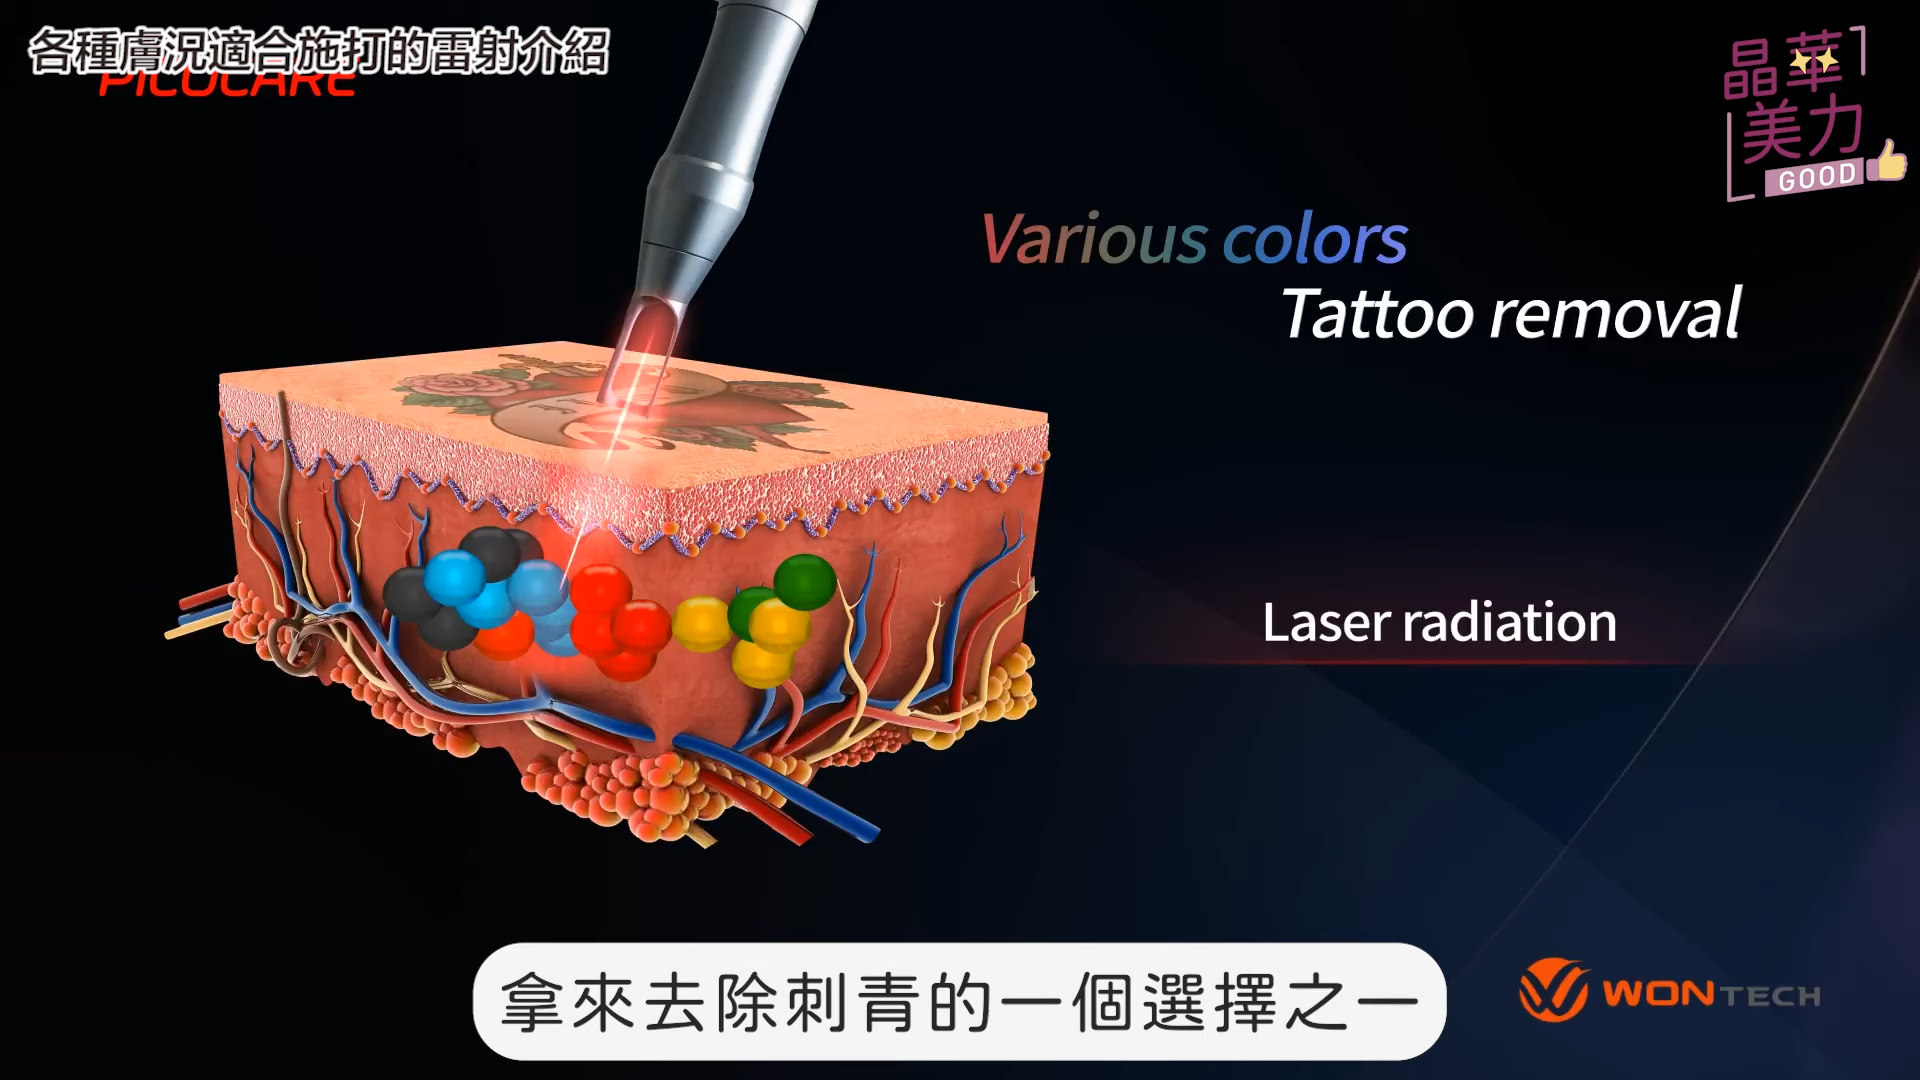 各種膚況適合施打的雷射介紹
PICOCARE
晶華
美力
GOOD
Various colors
Tattoo removal
Laser radiation
拿來去除刺青的一個選擇之一
WONTECH